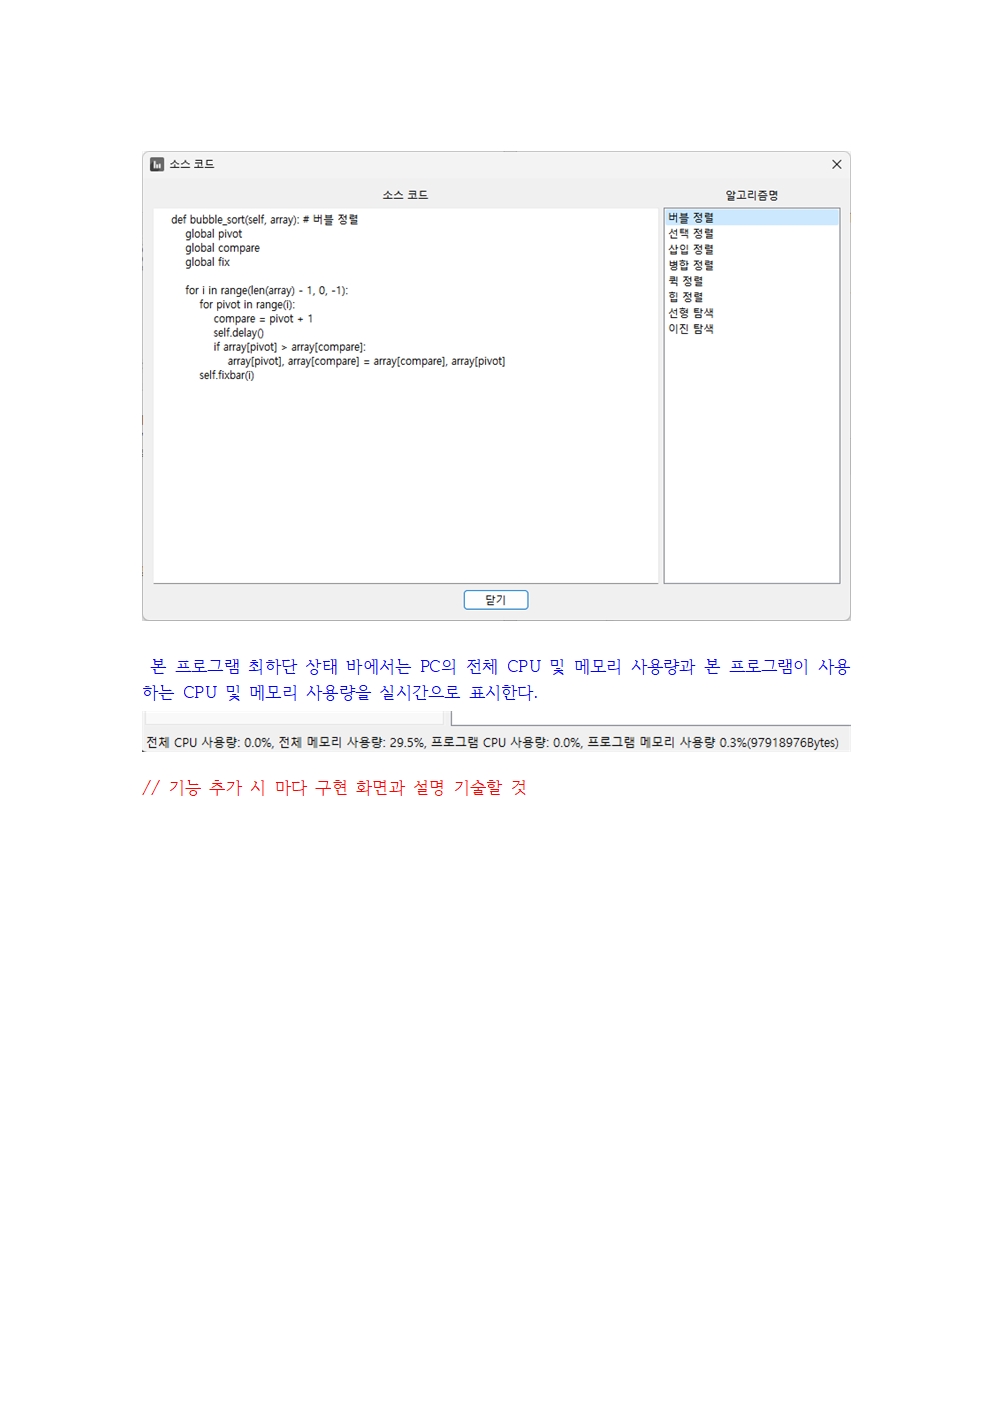 소스 코드
소스 코드
알고리즘명
def bubble_sort(self, array): # 버블 정렬
global pivot
global compare
global fix
for i in range(len(array) - 1, 0, -1):
for pivot in range(i):
compare = pivot + 1
self.delay()
if array[pivot] > array[compare]:
array[pivot], array[compare] = array[compare], array[pivot]
self.fixbar(i)
버블 정렬
선택 정렬
삽입 정렬
병합 정렬
퀵 정렬
힙 정렬
선형 탐색
이진 탐색
닫기
본 프로그램 최하단 상태 바에서는 PC의 전체 CPU 및 메모리 사용량과 본 프로그램이 사용
하는 CPU 및 메모리 사용량을 실시간으로 표시한다.
전체 CPU 사용량: 0.0%, 전체 메모리 사용량: 29.5%, 프로그램 CPU 사용량: 0.0%, 프로그램 메모리 사용량 0.3%(97918976Bytes)
// 기능 추가 시 마다 구현 화면과 설명 기술할 것